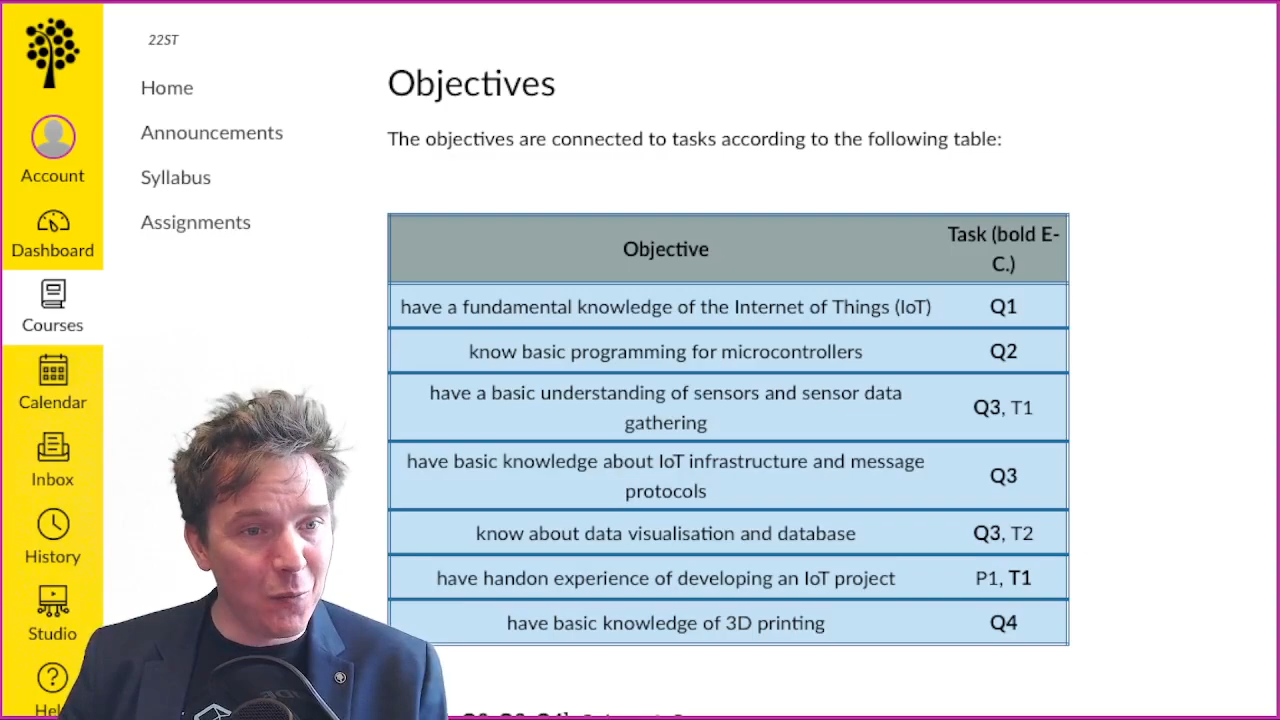 22ST
Home
Announcements
Syllabus
Assignments
Account
Dashboard
Courses
Calendar
Inbox
History
Studio
Objectives
The objectives are connected to tasks according to the following table:
Objective
Task (bold E-
C.)
have a fundamental knowledge of the Internet of Things (IoT)
Q1
know basic programming for microcontrollers
Q2
have a basic understanding of sensors and sensor data
gathering
Q3, T1
have basic knowledge about IoT infrastructure and message
protocols
Q3
know about data visualisation and database
Q3, T2
have handon experience of developing an IoT project
P1, T1
have basic knowledge of 3D printing
Q4